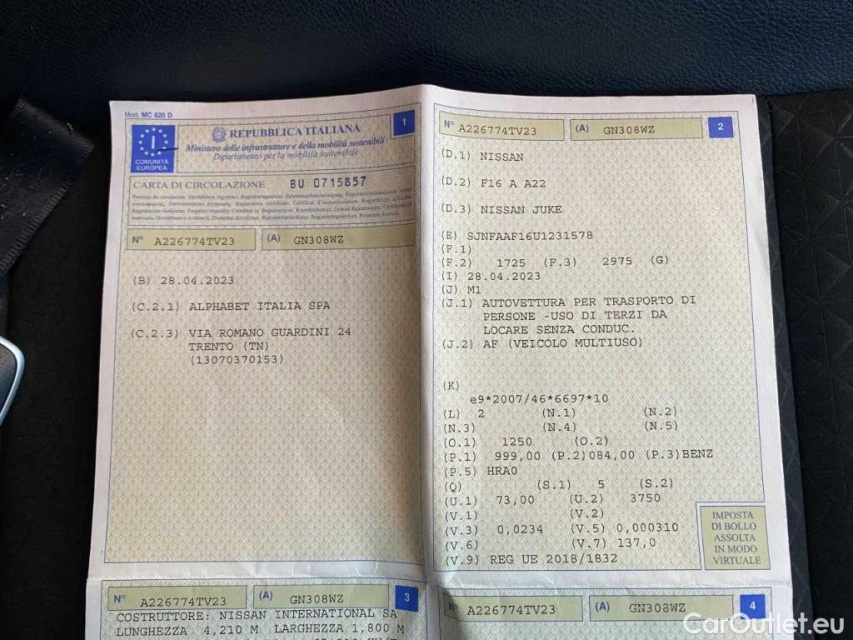 Mod. MC 820 D
1
COMUNITÀ
EUROPEA
REPUBBLICA ITALIANA
Ministero delle infrastrutture e della mobilità sostenibili
Dipartimento per la mobilità sostenibile
CARTA DI CIRCOLAZIONE BU 0715857
N° A226774TV23 (A) GN308WZ
(B) 28.04.2023
(C.2.1) ALPHABET ITALIA SPA
(C.2.3) VIA ROMANO GUARDINI 24
TRENTO (TN)
(13070370153)
N° A226774TV23 (A) GN308WZ 2
(D.1) NISSAN
(D.2) F16 A A22
(D.3) NISSAN JUKE
(E) SJNFAAF16U1231578
(F.1)
(F.2) 1725 (F.3) 2975 (G)
(I) 28.04.2023
(J) M1
(J.1) AUTOVETTURA PER TRASPORTO DI
PERSONE -USO DI TERZI DA
LOCARE SENZA CONDUC.
(J.2) AF (VEICOLO MULTIUSO)
(K)
e9*2007/46*6697*10
(L) 2 (N.1) (N.2)
(N.3) (N.4) (N.5)
(O.1) 1250 (O.2)
(P.1) 999,00 (P.2)084,00 (P.3)BENZ
(P.5) HRA0
(Q) (S.1) 5 (S.2)
(U.1) 73,00 (U.2) 3750
(V.1) (V.2)
(V.3) 0,0234 (V.5) 0,000310
(V.6) (V.7) 137,0
(V.9) REG UE 2018/1832
IMPOSTA
DI BOLLO
ASSOLTA
IN MODO
VIRTUALE
N° A226774TV23 (A) GN308WZ 3
COSTRUTTORE: NISSAN INTERNATIONAL SA
LUNGHEZZA 4,210 M LARGHEZZA 1,800 M
N° A226774TV23 (A) GN308WZ 4
CarOutlet.eu